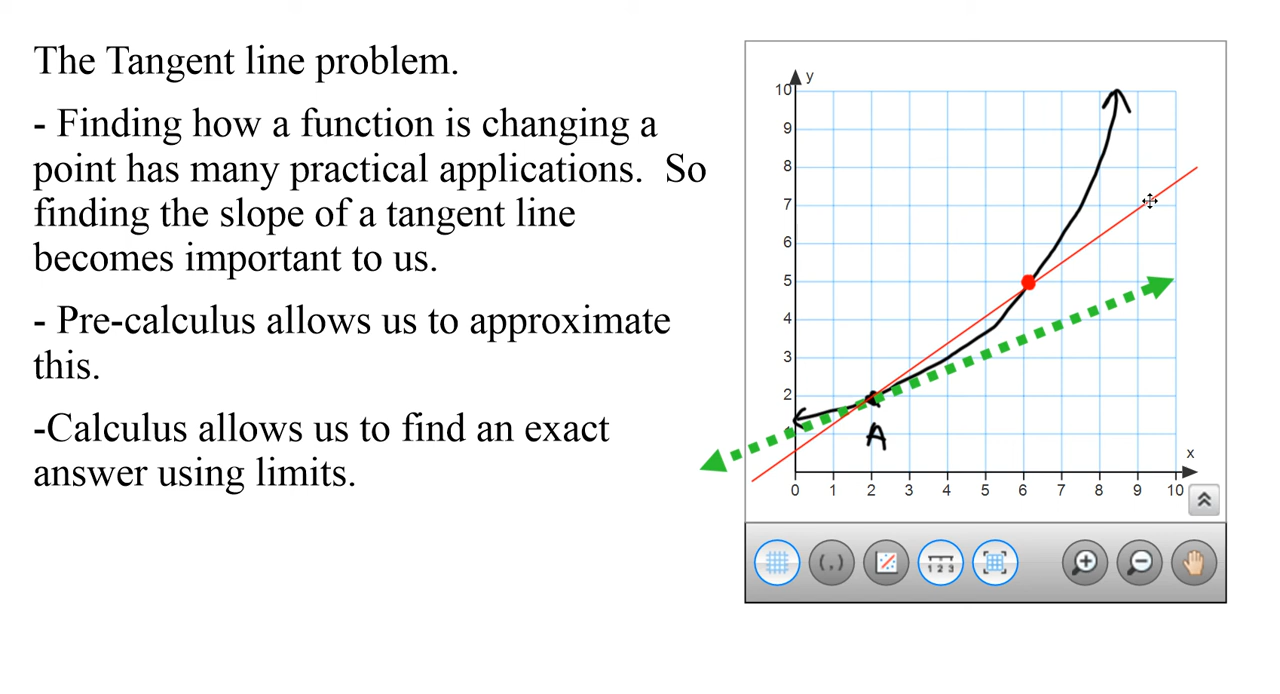 The Tangent line problem.
- Finding how a function is changing a
point has many practical applications.  So
finding the slope of a tangent line
becomes important to us.
- Pre-calculus allows us to approximate
this.
-Calculus allows us to find an exact
answer using limits.
y
10
9
8
7
6
5
4
3
2
A
x
0 1 2 3 4 5 6 7 8 9 10
(,)
1 2 3